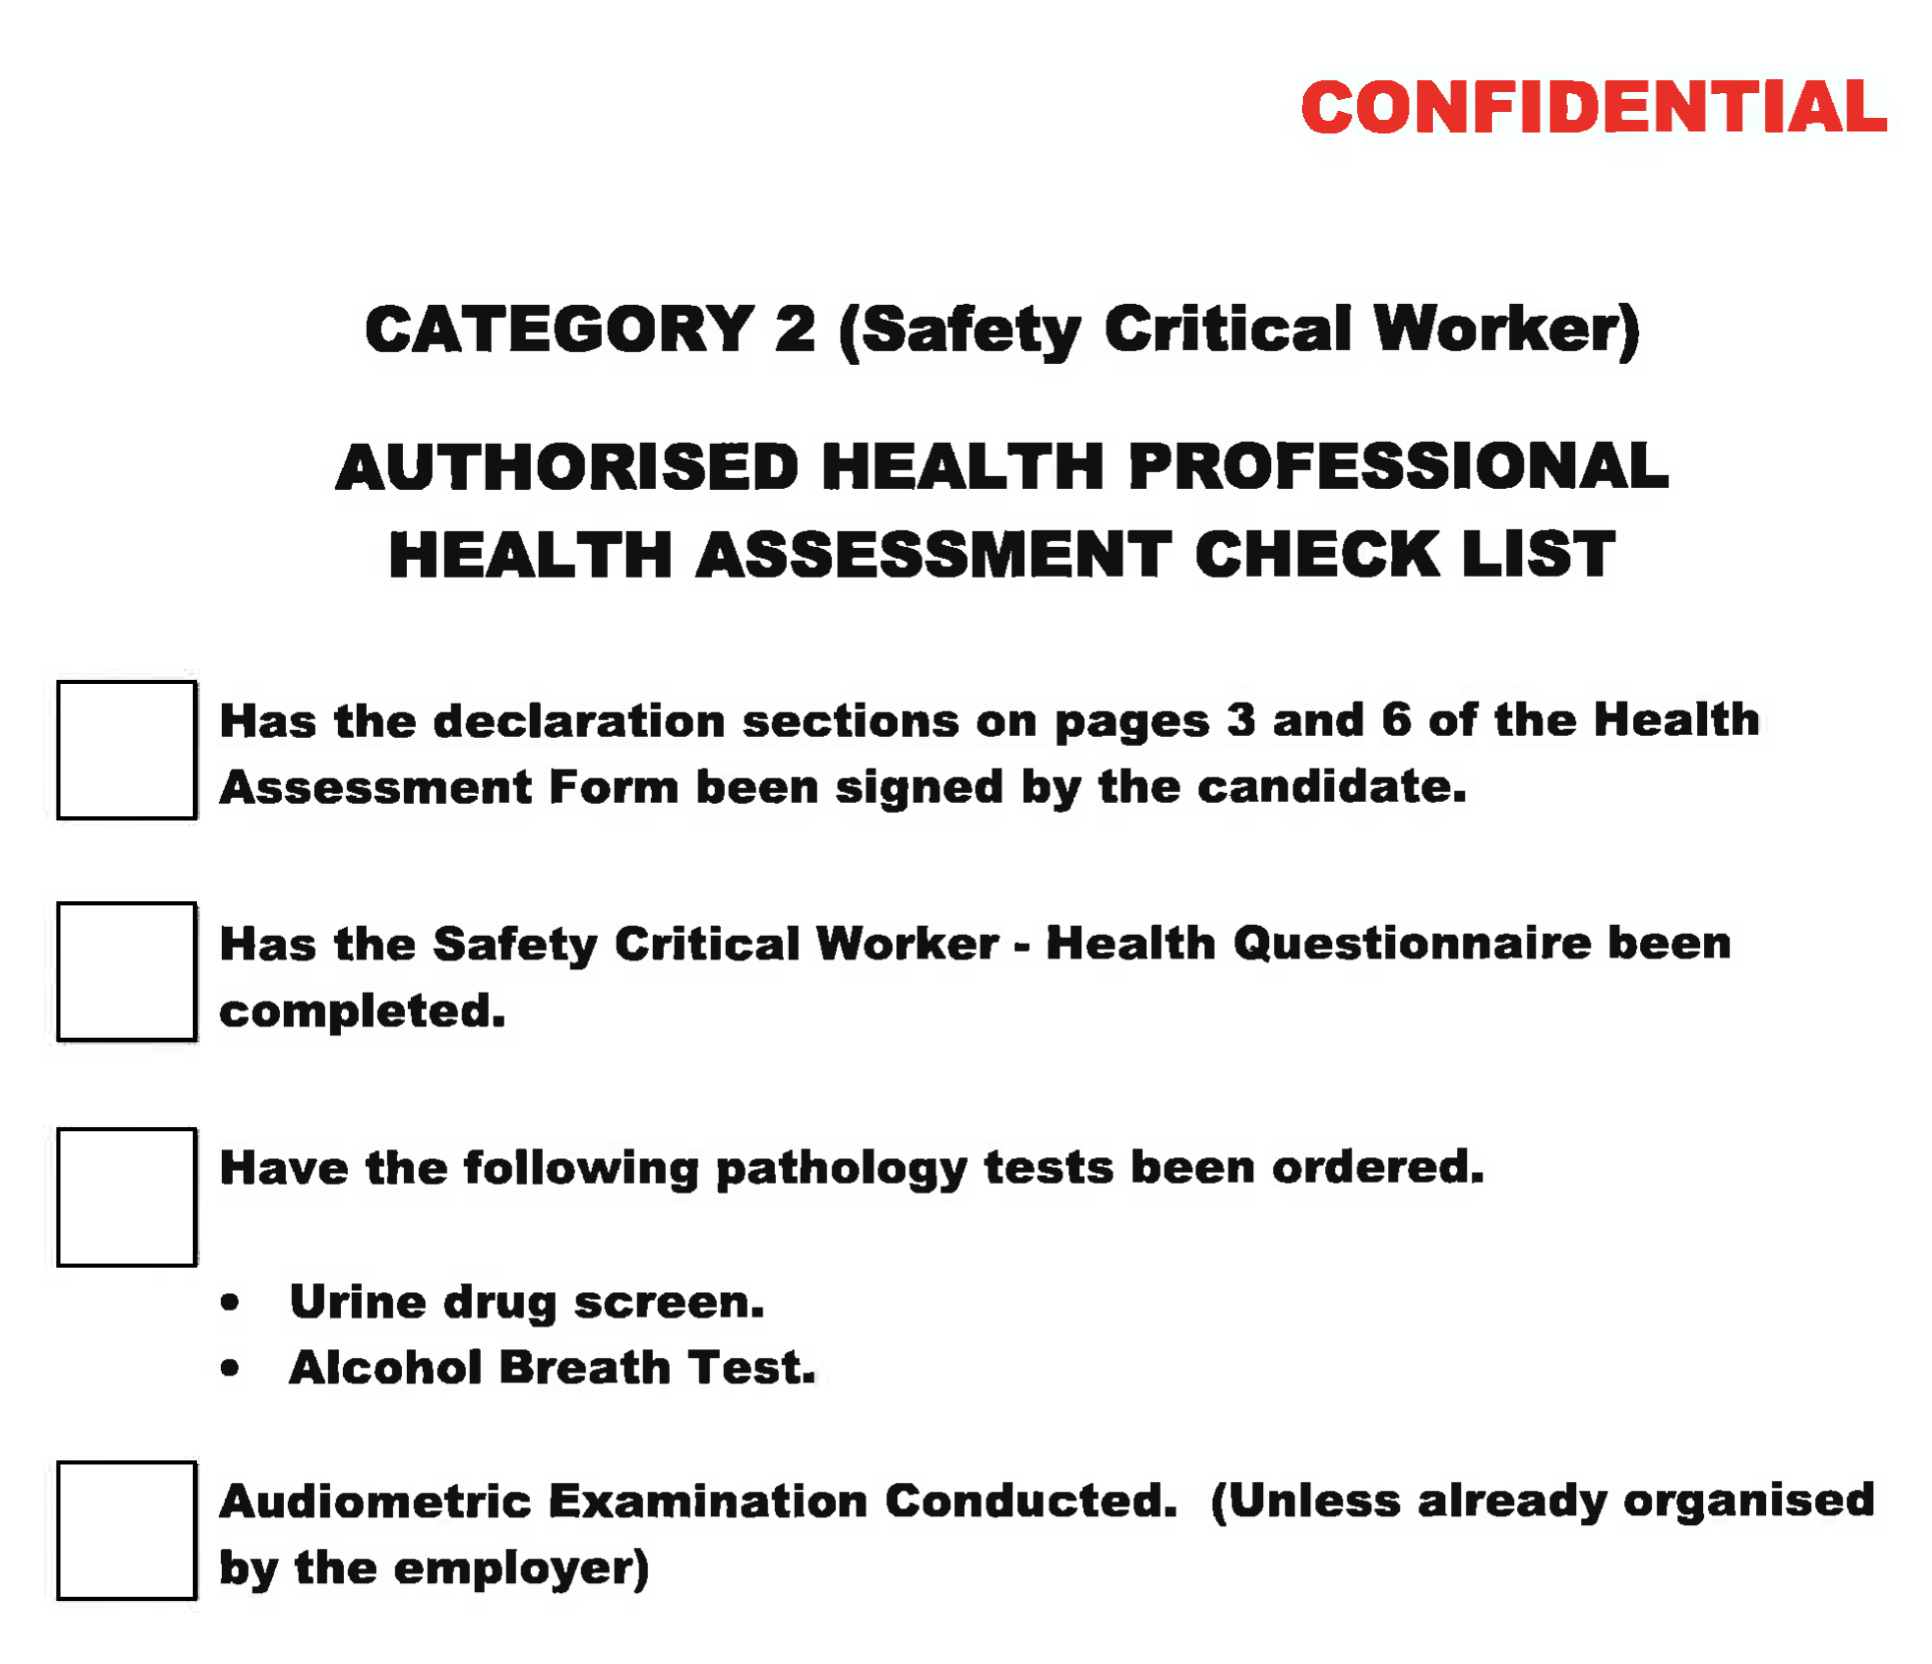 CONFIDENTIAL
CATEGORY 2 (Safety Critical Worker)
AUTHORISED HEALTH PROFESSIONAL
HEALTH ASSESSMENT CHECK LIST
Has the declaration sections on pages 3 and 6 of the Health
Assessment Form been signed by the candidate.
Has the Safety Critical Worker - Health Questionnaire been
completed.
Have the following pathology tests been ordered.
• Urine drug screen.
• Alcohol Breath Test.
Audiometric Examination Conducted. (Unless already organised
by the employer)